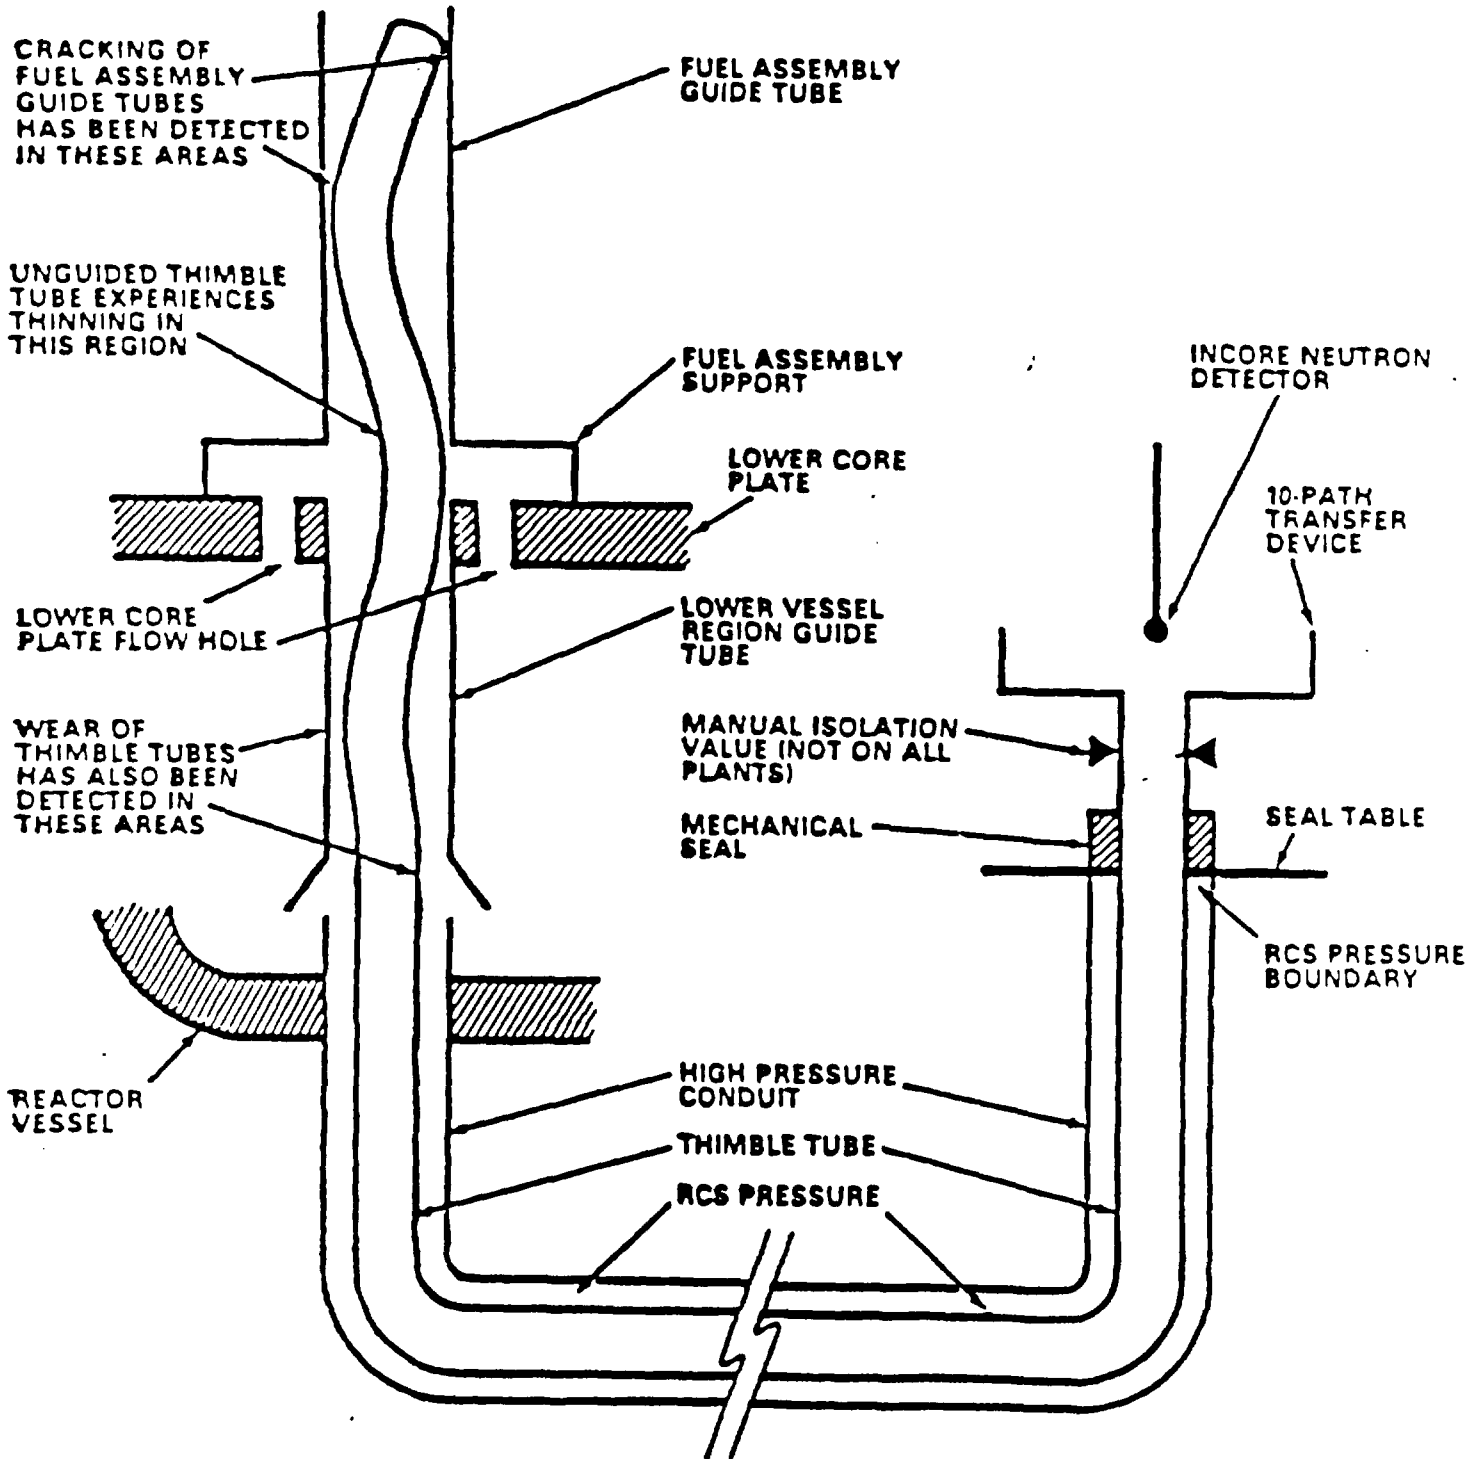 CRACKING OF
FUEL ASSEMBLY
GUIDE TUBES
HAS BEEN DETECTED
IN THESE AREAS
FUEL ASSEMBLY
GUIDE TUBE
UNGUIDED THIMBLE
TUBE EXPERIENCES
THINNING IN
THIS REGION
FUEL ASSEMBLY
SUPPORT
INCORE NEUTRON
DETECTOR
LOWER CORE
PLATE
10-PATH
TRANSFER
DEVICE
LOWER CORE
PLATE FLOW HOLE
LOWER VESSEL
REGION GUIDE
TUBE
WEAR OF
THIMBLE TUBES
HAS ALSO BEEN
DETECTED IN
THESE AREAS
MANUAL ISOLATION
VALUE (NOT ON ALL
PLANTS)
MECHANICAL
SEAL
SEAL TABLE
RCS PRESSURE
BOUNDARY
REACTOR
VESSEL
HIGH PRESSURE
CONDUIT
THIMBLE TUBE
RCS PRESSURE